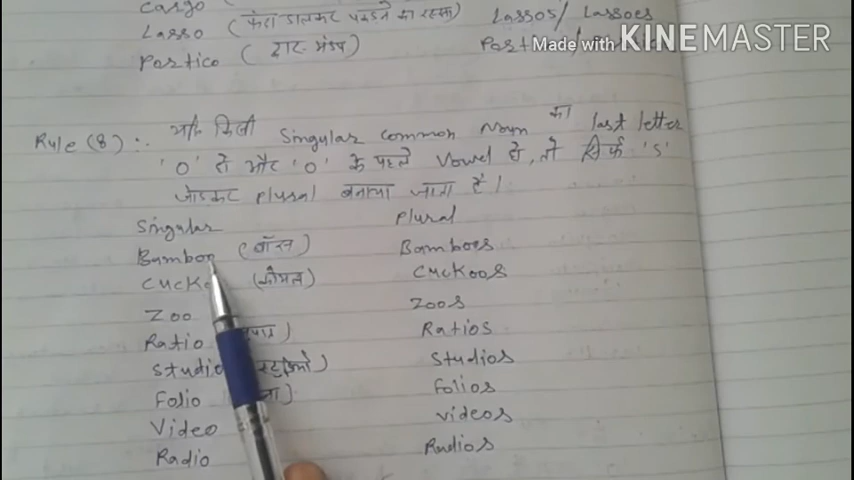 Cargo
Lasso (फंदा डालकर पकड़ने का रस्सा) Lassos/Lassoes
Portico (द्वार-मंडप)
Made with KINEMASTER
Rule (8):- यदि किसी Singular common Noun का last letter
'O' हो और 'O' के पहले Vowel हो, तो सिर्फ 'S'
जोड़कर Plural बनाया जाता है।
Singular Plural
Bamboo (बाँस) Bamboos
Cuckoo (कोयल) Cuckoos
Zoo Zoos
Ratio Ratios
Studio Studios
Folio Folios
Video Videos
Radio Radios